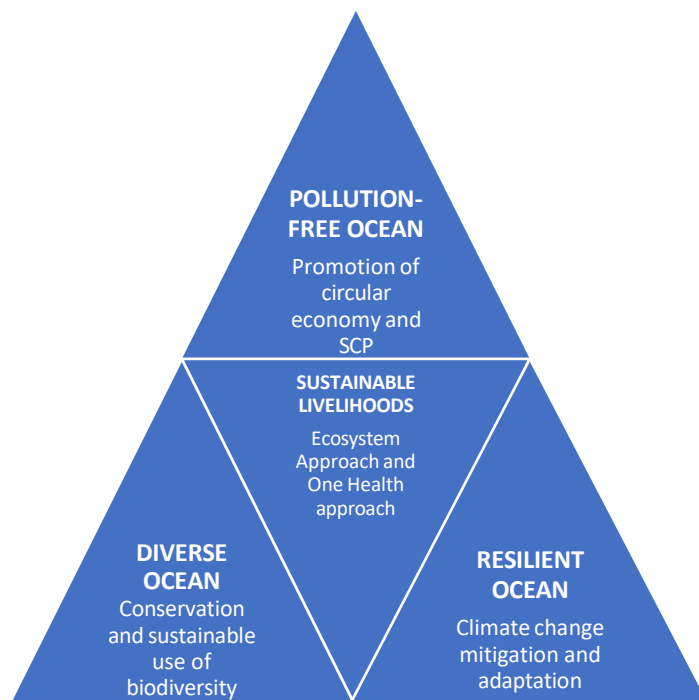 POLLUTION-
FREE OCEAN
Promotion of
circular
economy and
SCP
SUSTAINABLE
LIVELIHOODS
Ecosystem
Approach and
One Health
approach
DIVERSE
OCEAN
Conservation
and sustainable
use of
biodiversity
RESILIENT
OCEAN
Climate change
mitigation and
adaptation